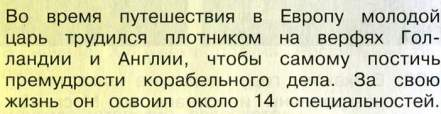 Во время путешествия в Европу молодой
царь трудился плотником на верфях Гол-
ландии и Англии, чтобы самому постичь
премудрости корабельного дела. За свою
жизнь он освоил около 14 специальностей.